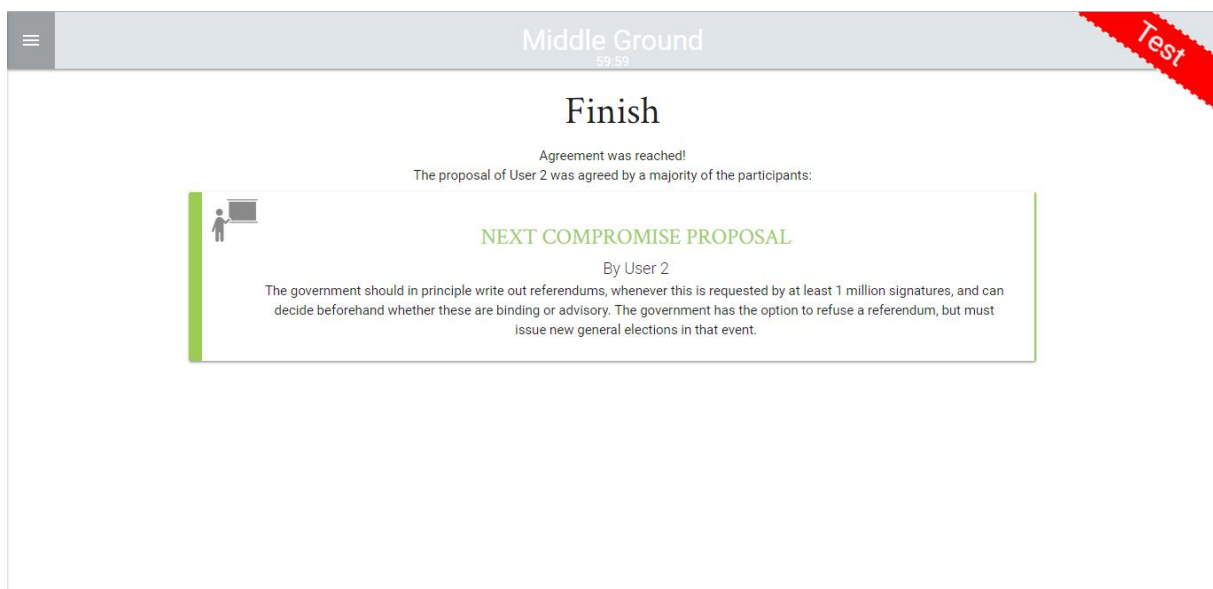 Middle Ground
59:59
Test
Finish
Agreement was reached!
The proposal of User 2 was agreed by a majority of the participants:
NEXT COMPROMISE PROPOSAL
By User 2
The government should in principle write out referendums, whenever this is requested by at least 1 million signatures, and can
decide beforehand whether these are binding or advisory. The government has the option to refuse a referendum, but must
issue new general elections in that event.